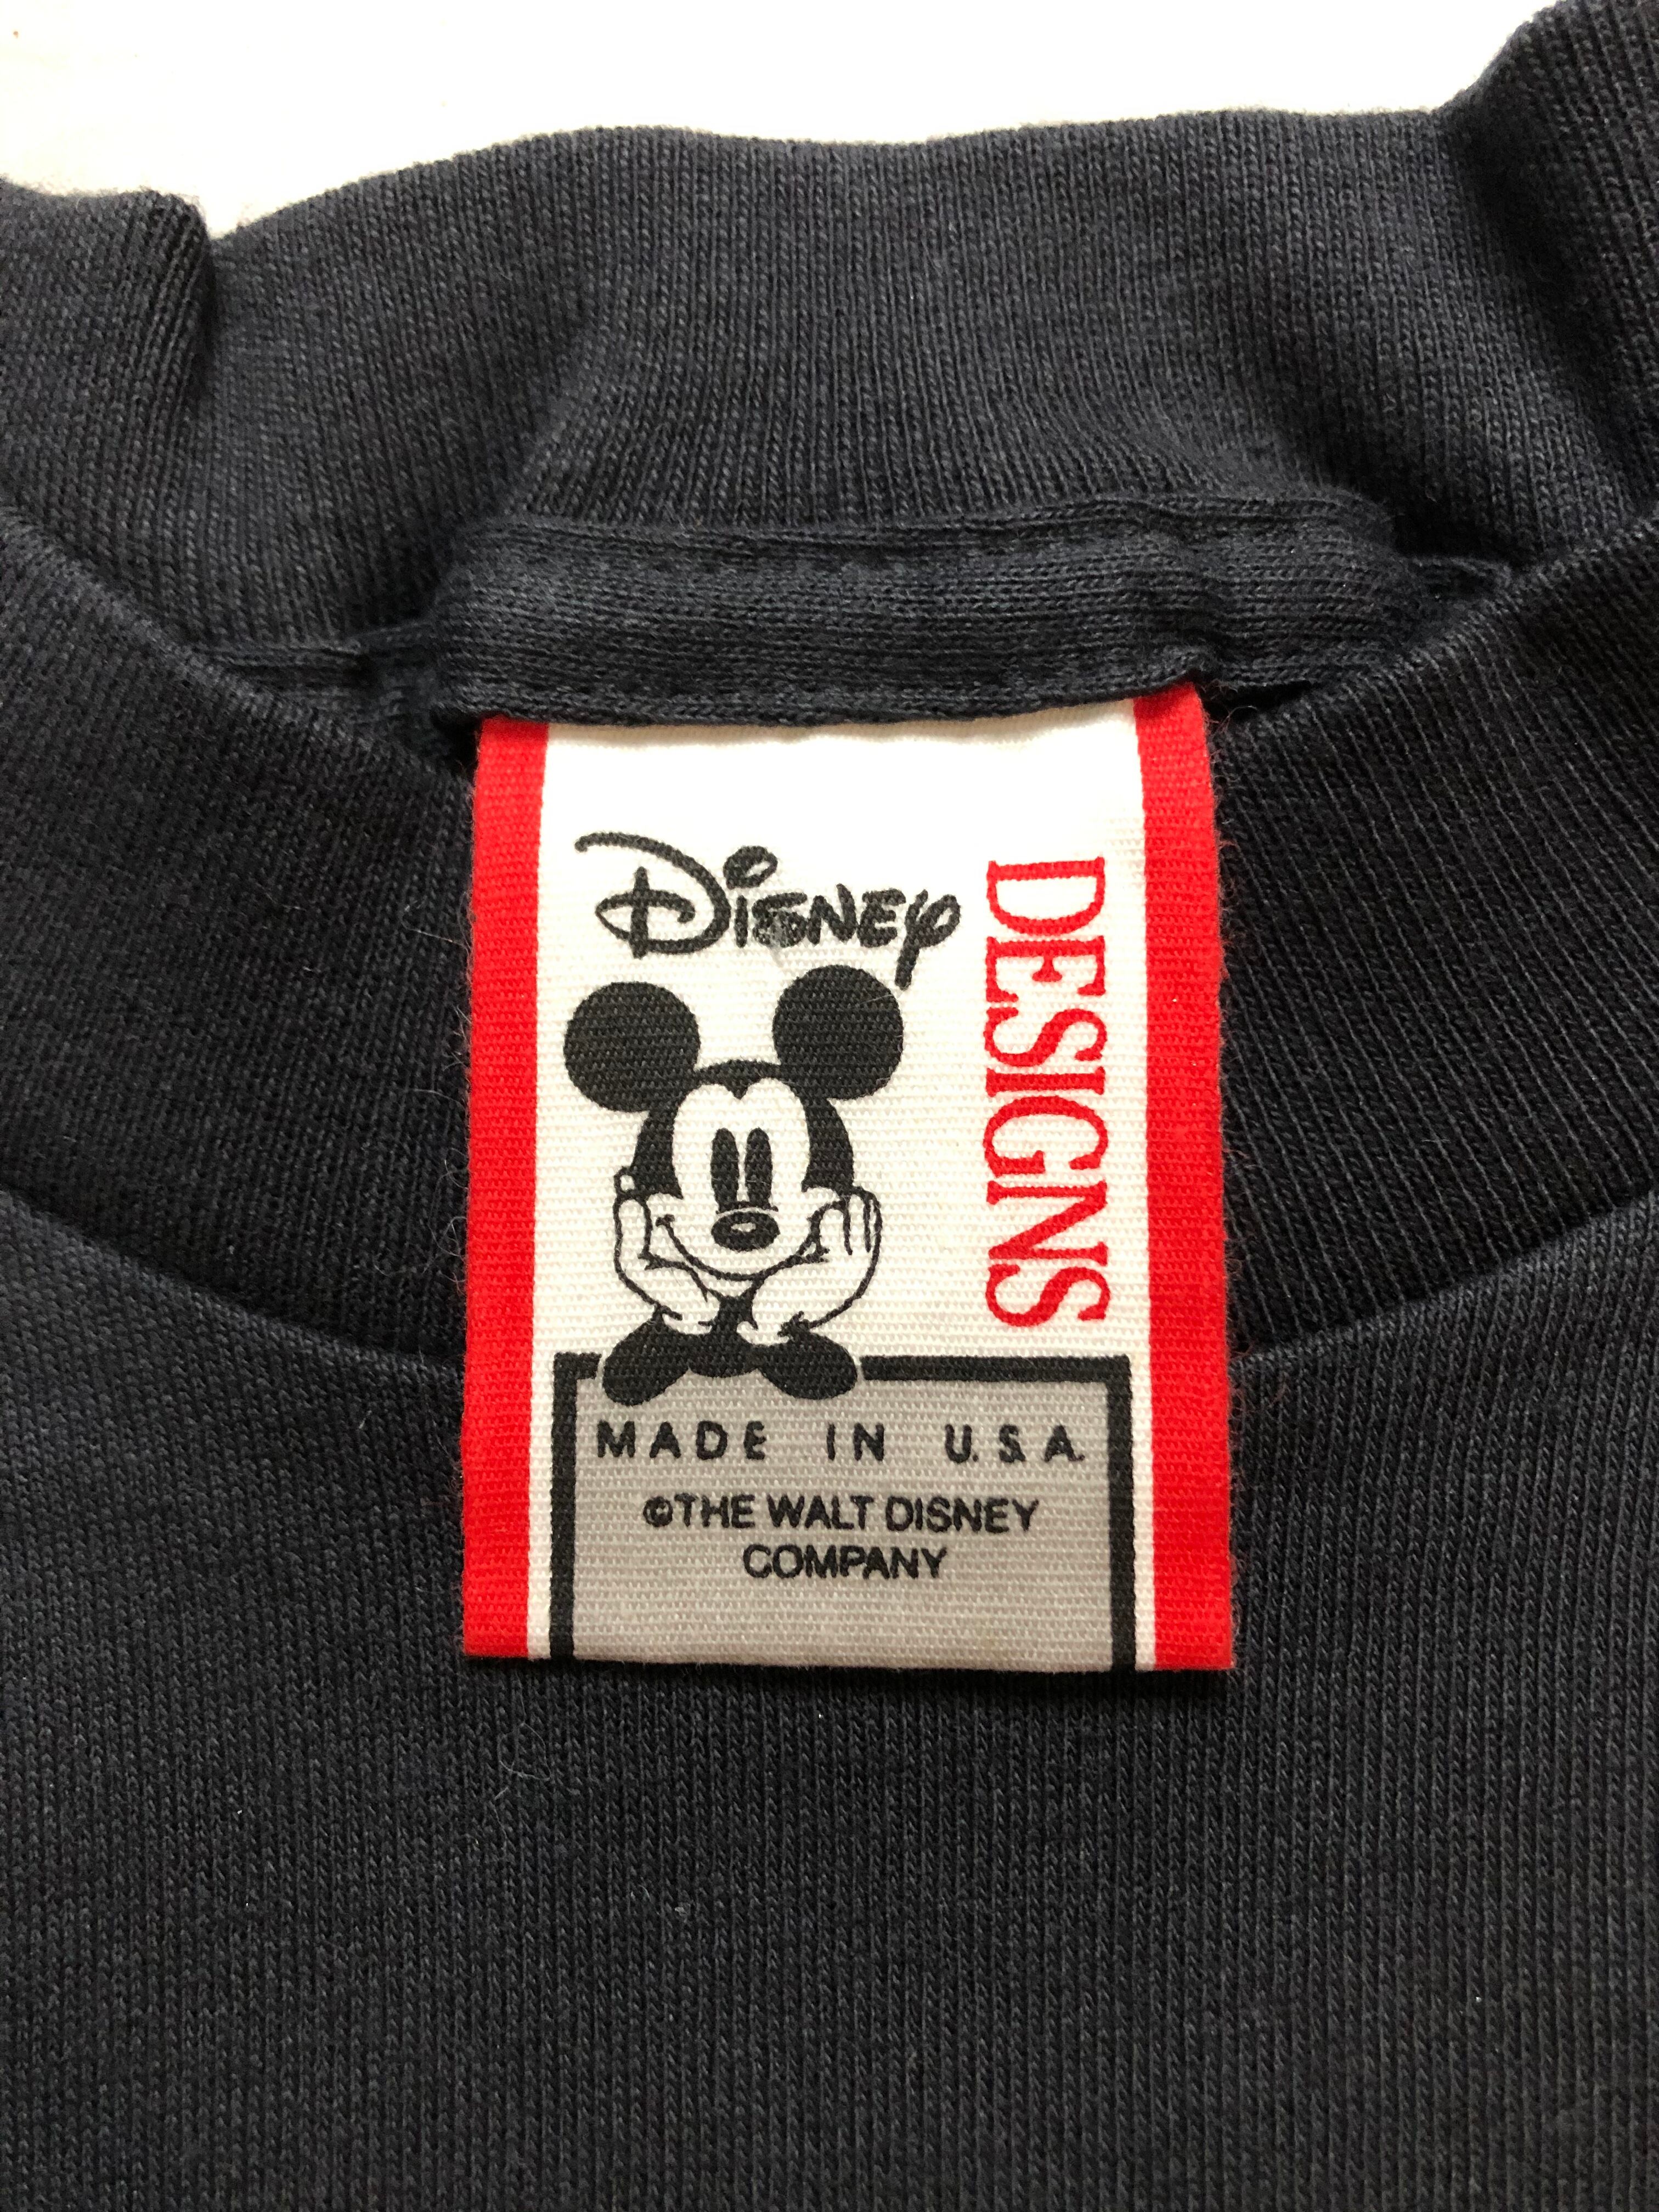 Disney
DESIGNS
MADE IN U.S.A.
©THE WALT DISNEY
COMPANY